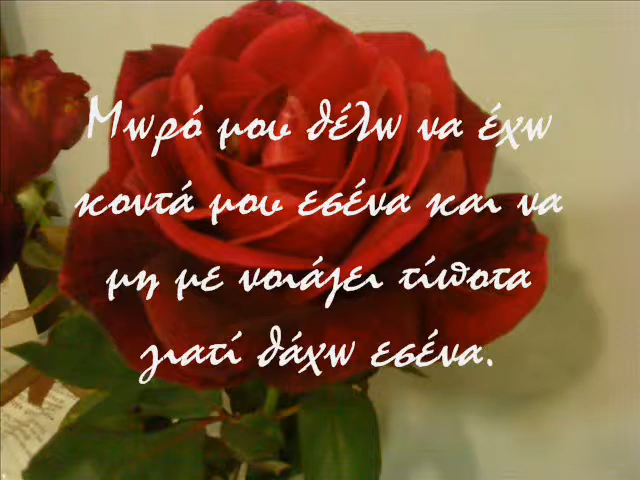 Μωρό μου θέλω να έχω
κοντά μου εσένα και να
μη με νοιάζει τίποτα
γιατί θάχω εσένα.